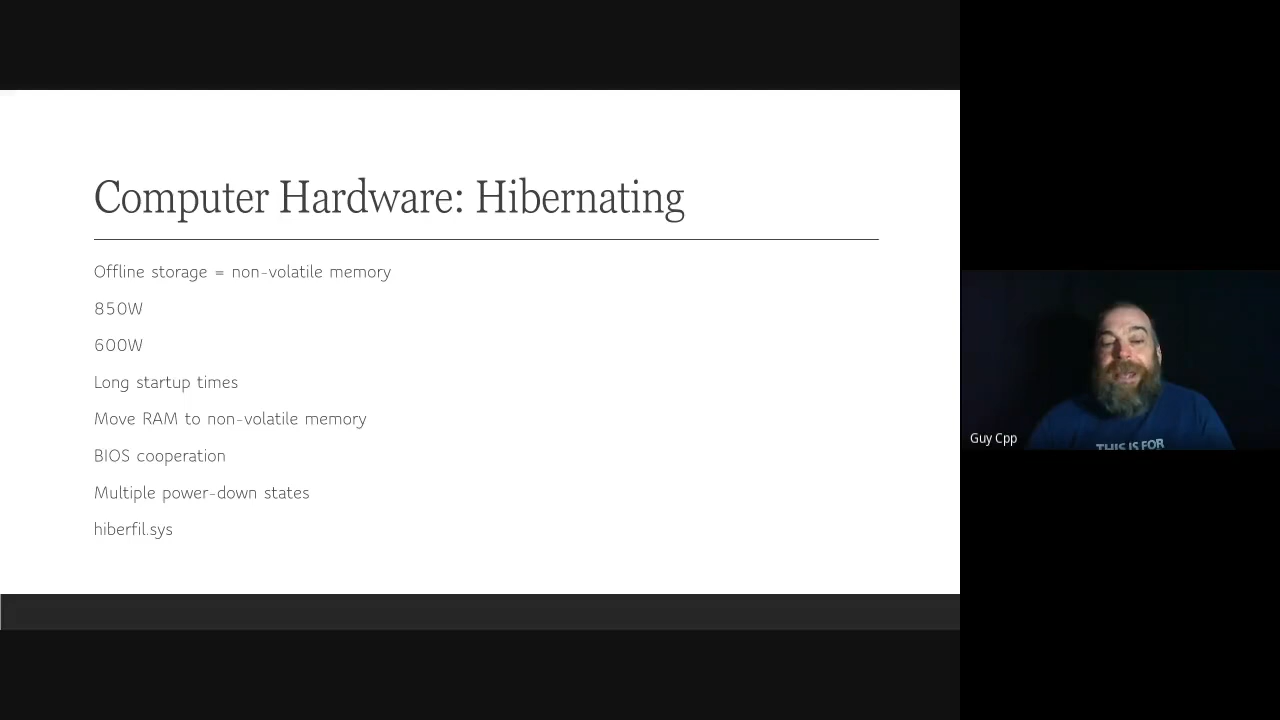 Computer Hardware: Hibernating
Offline storage = non-volatile memory
850W
600W
Long startup times
Move RAM to non-volatile memory
BIOS cooperation
Multiple power-down states
hiberfil.sys
Guy Cpp
THIS IS FOR